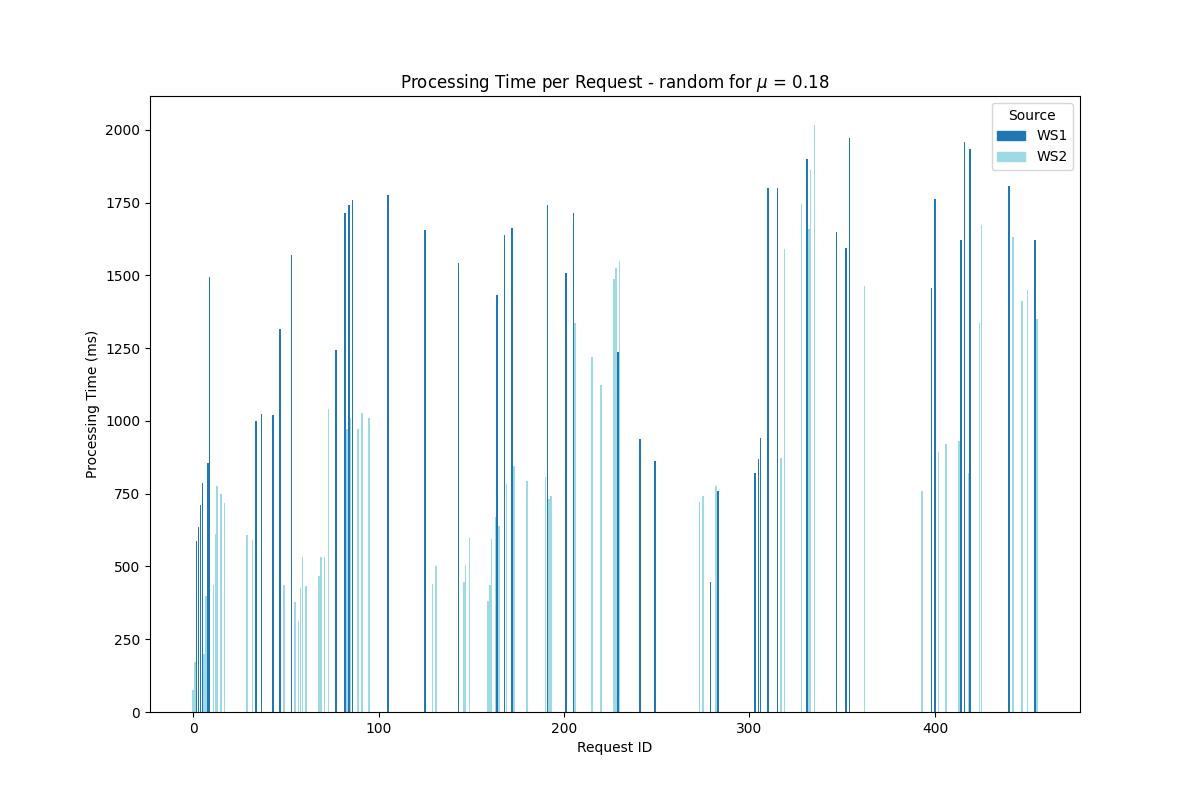 Processing Time per Request - random for μ = 0.18
Processing Time (ms)
2000
1750
1500
1250
1000
750
500
250
0
0 100 200 300 400
Request ID
Source
WS1
WS2